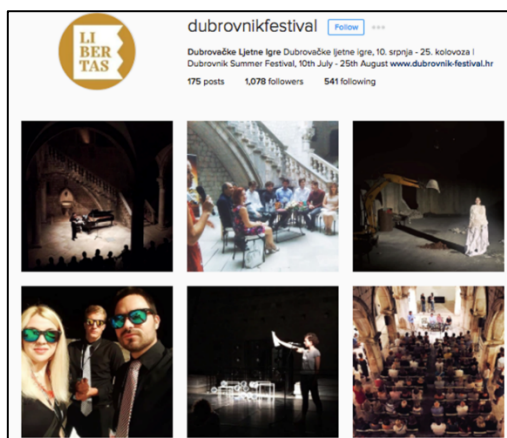 LI
BER
TAS
dubrovnikfestival Follow
Dubrovačke Ljetne Igre Dubrovačke ljetne igre, 10. srpnja - 25. kolovoza |
Dubrovnik Summer Festival, 10th July - 25th August www.dubrovnik-festival.hr
175 posts 1,078 followers 541 following